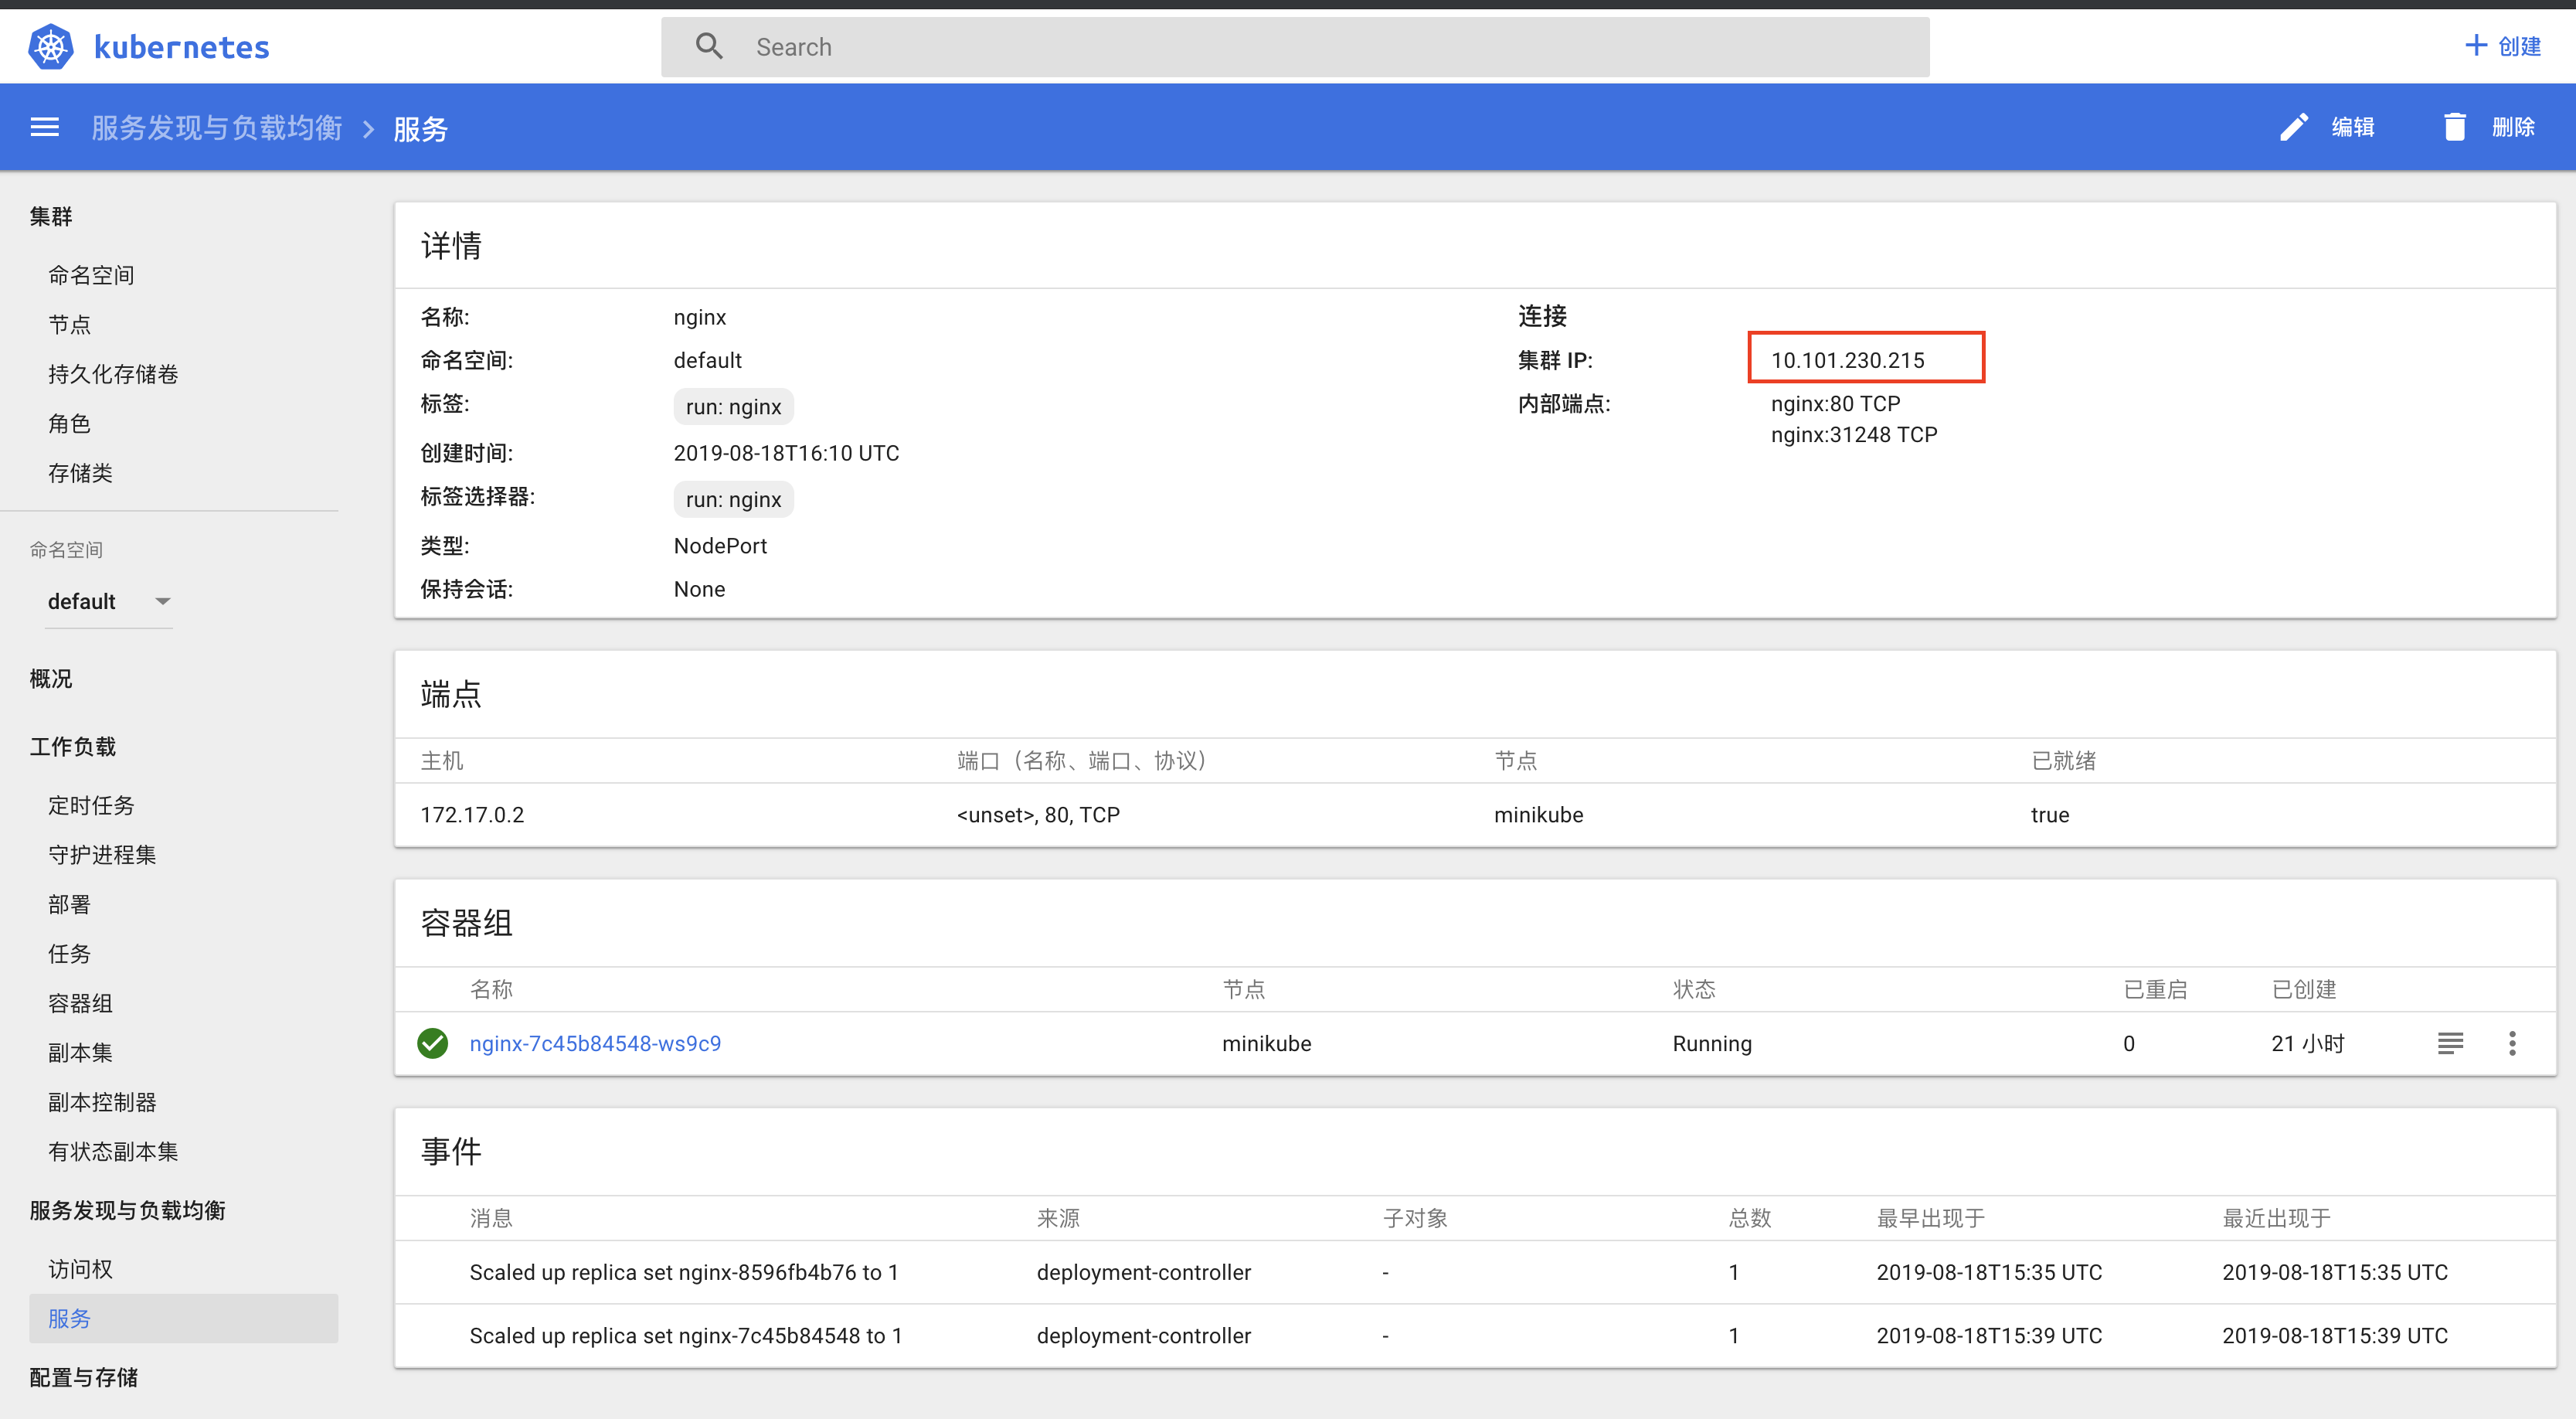 kubernetes
Search
创建
服务发现与负载均衡 服务
编辑 删除
集群
命名空间
节点
持久化存储卷
角色
存储类
命名空间
default
概况
工作负载
定时任务
守护进程集
部署
任务
容器组
副本集
副本控制器
有状态副本集
服务发现与负载均衡
访问权
服务
配置与存储
详情
名称: nginx
命名空间: default
标签: run: nginx
创建时间: 2019-08-18T16:10 UTC
标签选择器: run: nginx
类型: NodePort
保持会话: None
连接
集群 IP: 10.101.230.215
内部端点: nginx:80 TCP
nginx:31248 TCP
端点
主机 端口（名称、端口、协议） 节点 已就绪
172.17.0.2 <unset>, 80, TCP minikube true
容器组
名称 节点 状态 已重启 已创建
nginx-7c45b84548-ws9c9 minikube Running 0 21 小时
事件
消息 来源 子对象 总数 最早出现于 最近出现于
Scaled up replica set nginx-8596fb4b76 to 1 deployment-controller - 1 2019-08-18T15:35 UTC 2019-08-18T15:35 UTC
Scaled up replica set nginx-7c45b84548 to 1 deployment-controller - 1 2019-08-18T15:39 UTC 2019-08-18T15:39 UTC